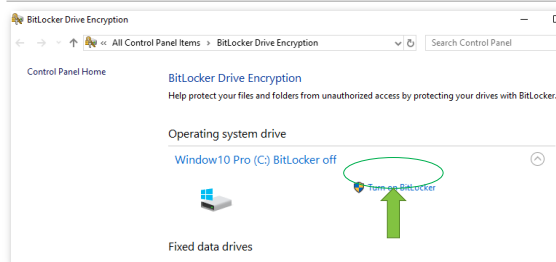 BitLocker Drive Encryption
« All Control Panel Items > BitLocker Drive Encryption
Search Control Panel
Control Panel Home
BitLocker Drive Encryption
Help protect your files and folders from unauthorized access by protecting your drives with BitLocker.
Operating system drive
Window10 Pro (C:) BitLocker off
Turn on BitLocker
Fixed data drives